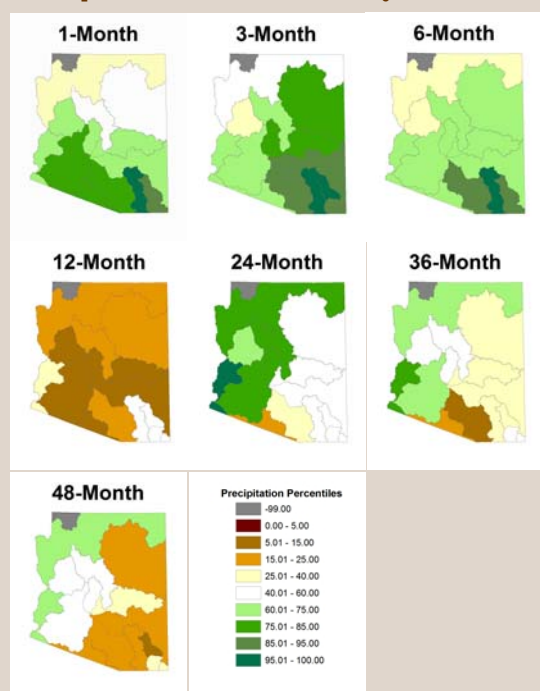 1-Month
3-Month
6-Month
12-Month
24-Month
36-Month
48-Month
Precipitation Percentiles
-99.00
0.00 - 5.00
5.01 - 15.00
15.01 - 25.00
25.01 - 40.00
40.01 - 60.00
60.01 - 75.00
75.01 - 85.00
85.01 - 95.00
95.01 - 100.00